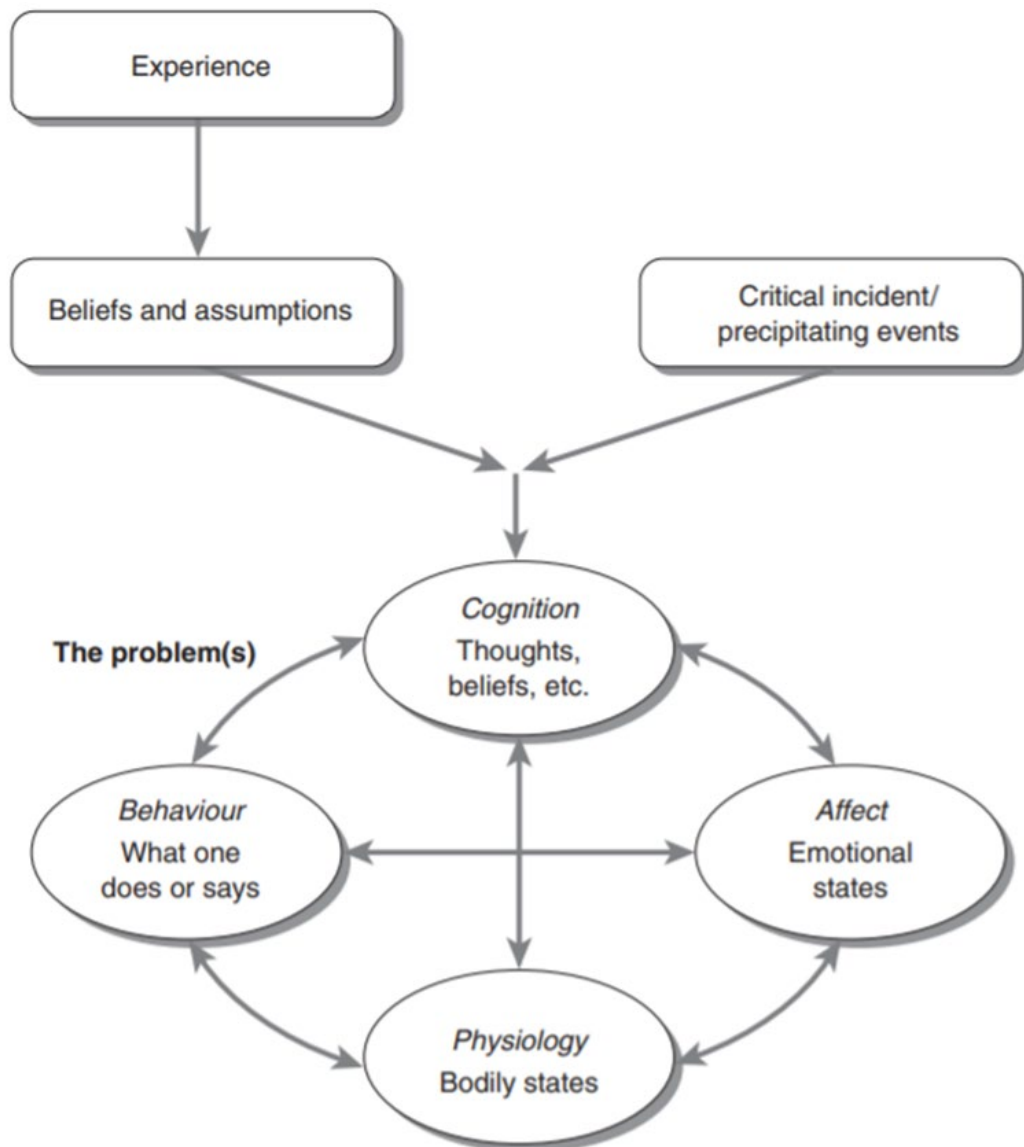 Experience
Beliefs and assumptions
Critical incident/
precipitating events
Cognition
Thoughts,
beliefs, etc.
The problem(s)
Behaviour
What one
does or says
Affect
Emotional
states
Physiology
Bodily states